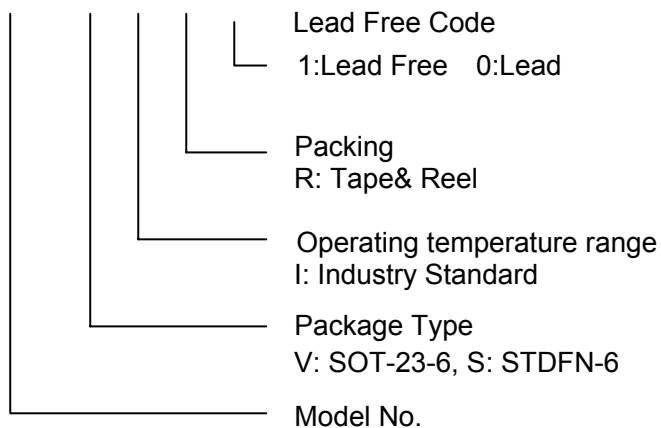 Lead Free Code
1:Lead Free 0:Lead
Packing
R: Tape& Reel
Operating temperature range
I: Industry Standard
Package Type
V: SOT-23-6, S: STDFN-6
Model No.